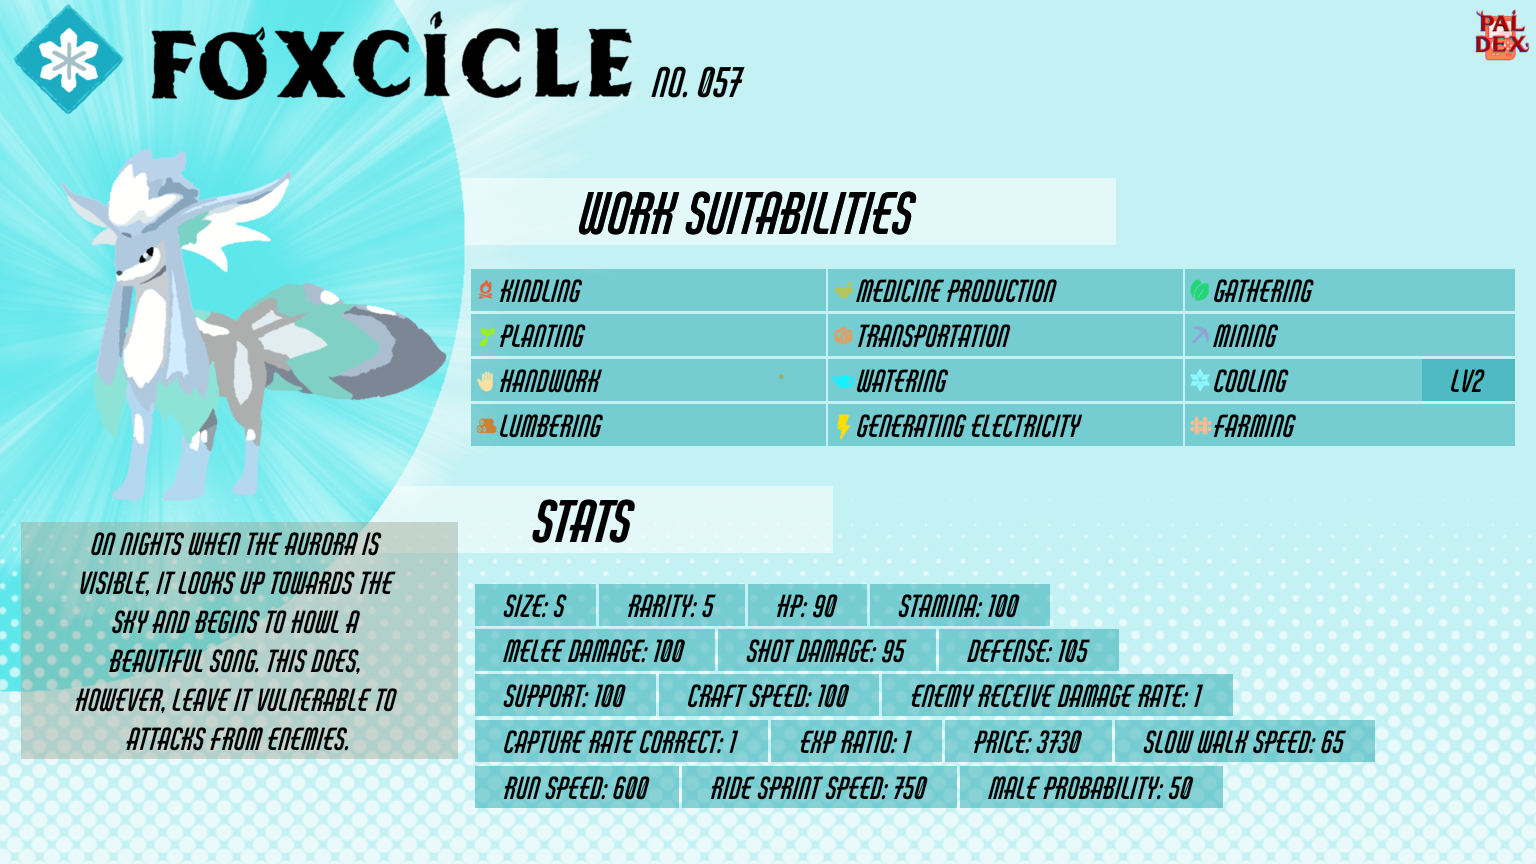 FOXCICLE NO. 057
PAL
DEX
WORK SUITABILITIES
KINDLING MEDICINE PRODUCTION GATHERING
PLANTING TRANSPORTATION MINING
HANDWORK WATERING COOLING LV2
LUMBERING GENERATING ELECTRICITY FARMING
STATS
ON NIGHTS WHEN THE AURORA IS
VISIBLE, IT LOOKS UP TOWARDS THE
SKY AND BEGINS TO HOWL A
BEAUTIFUL SONG. THIS DOES,
HOWEVER, LEAVE IT VULNERABLE TO
ATTACKS FROM ENEMIES.
SIZE: S RARITY: 5 HP: 90 STAMINA: 100
MELEE DAMAGE: 100 SHOT DAMAGE: 95 DEFENSE: 105
SUPPORT: 100 CRAFT SPEED: 100 ENEMY RECEIVE DAMAGE RATE: 1
CAPTURE RATE CORRECT: 1 EXP RATIO: 1 PRICE: 3730 SLOW WALK SPEED: 65
RUN SPEED: 600 RIDE SPRINT SPEED: 750 MALE PROBABILITY: 50